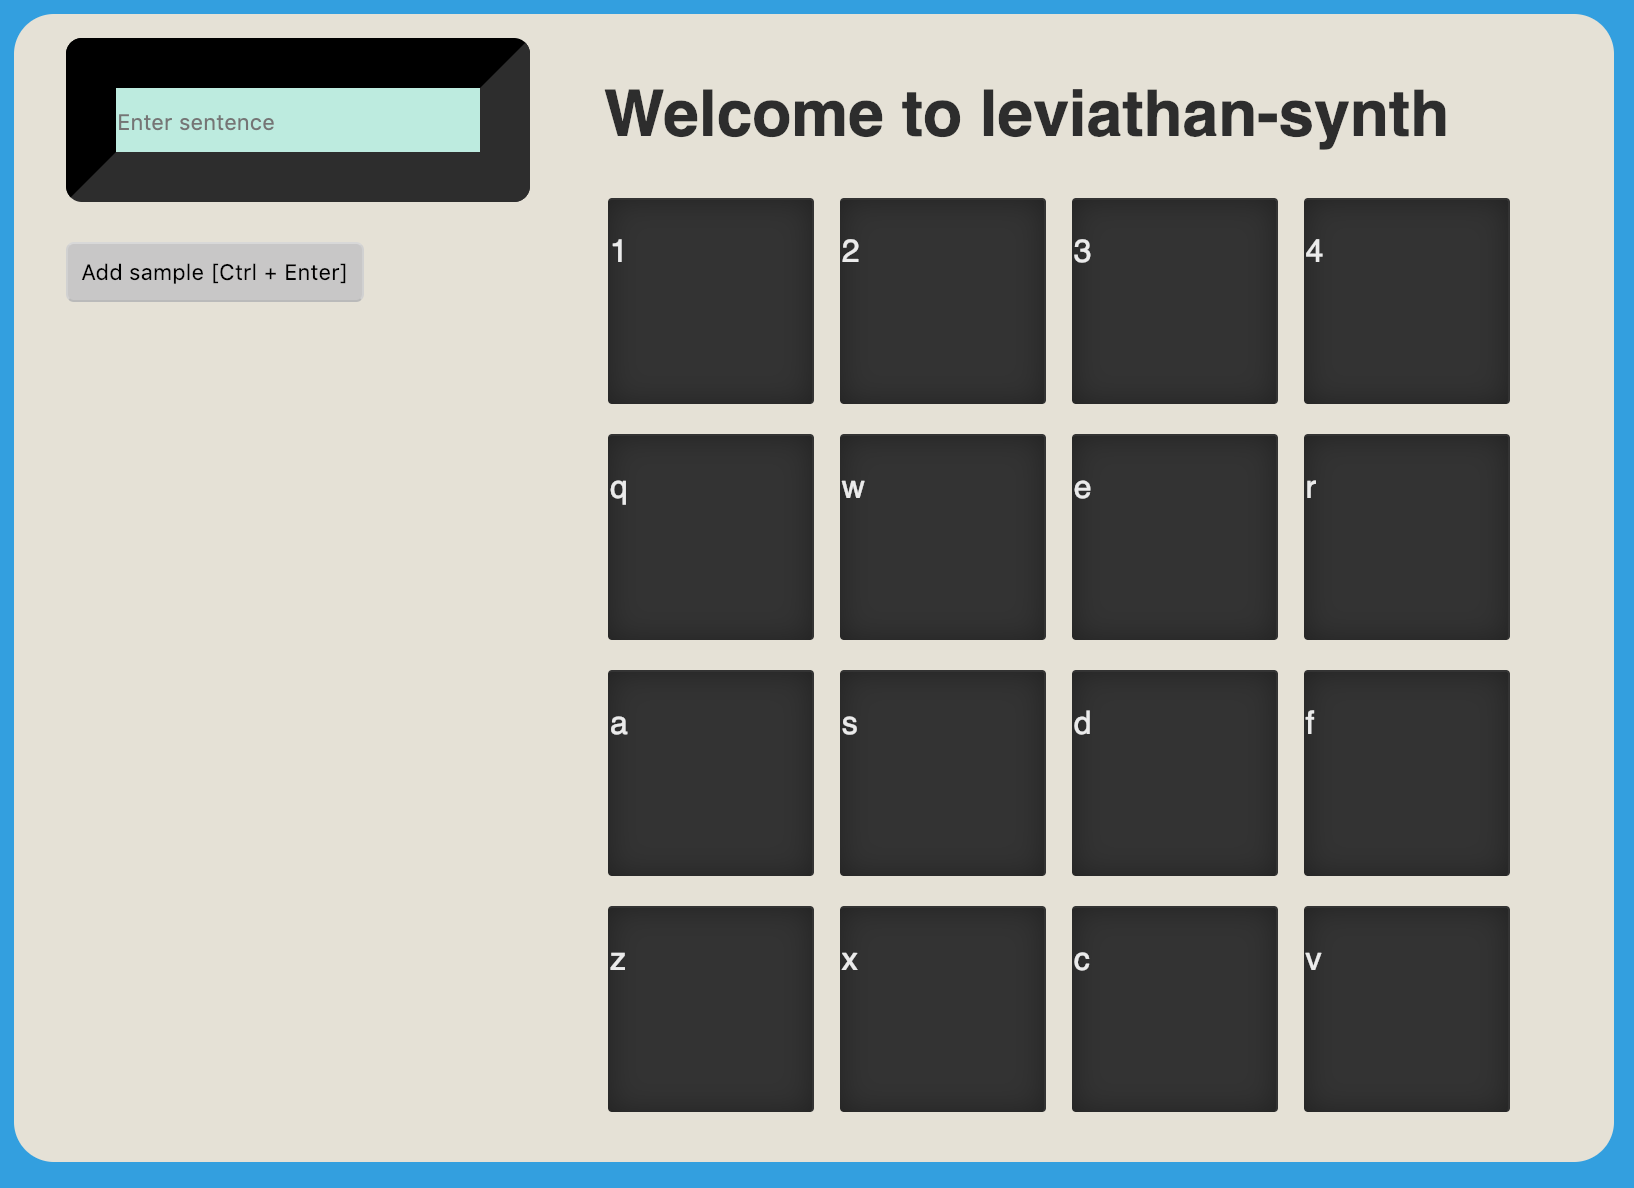 Enter sentence
Add sample [Ctrl + Enter]
Welcome to leviathan-synth
1 2 3 4
q w e r
a s d f
z x c v